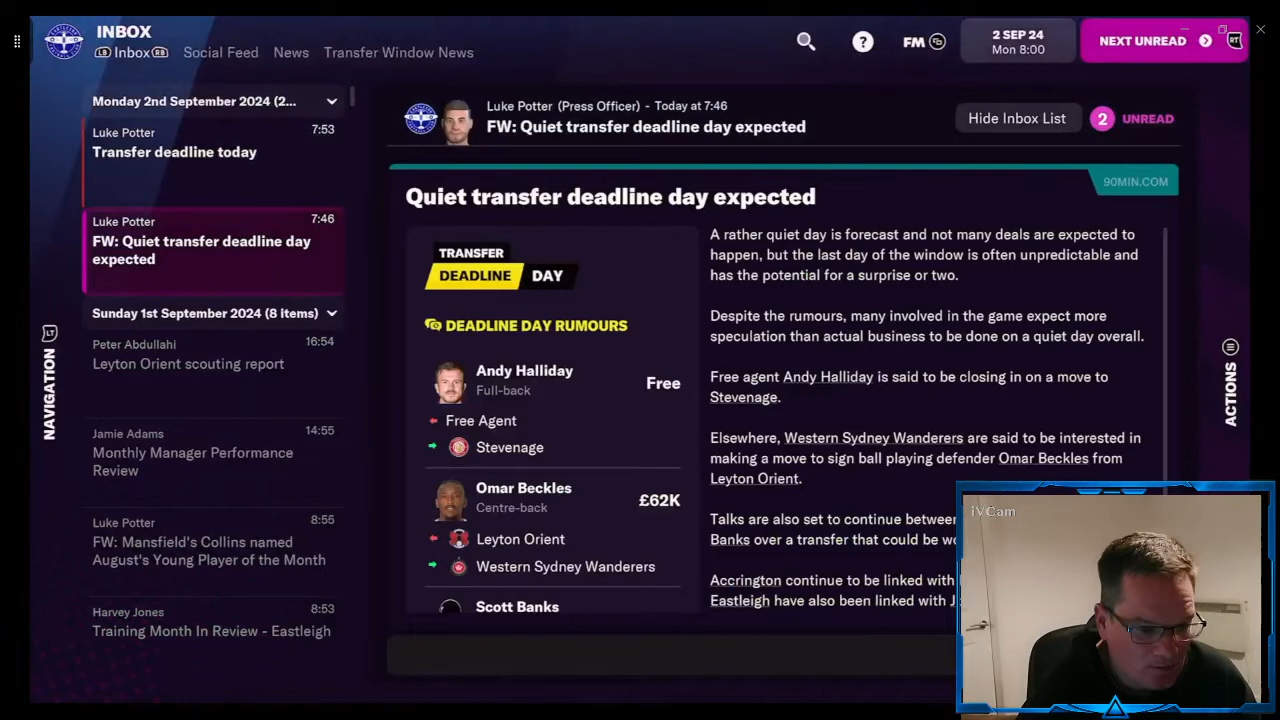 INBOX
LB Inbox RB
Social Feed
News
Transfer Window News
FM
2 SEP 24
Mon 8:00
NEXT UNREAD
RT
Monday 2nd September 2024 (2...
Luke Potter
7:53
Transfer deadline today
Luke Potter
7:46
FW: Quiet transfer deadline day
expected
Sunday 1st September 2024 (8 items)
Peter Abdullahi
16:54
Leyton Orient scouting report
Jamie Adams
14:55
Monthly Manager Performance
Review
Luke Potter
8:55
FW: Mansfield's Collins named
August's Young Player of the Month
Harvey Jones
8:53
Training Month In Review - Eastleigh
LT
NAVIGATION
Luke Potter (Press Officer) - Today at 7:46
FW: Quiet transfer deadline day expected
Hide Inbox List
2 UNREAD
90MIN.COM
Quiet transfer deadline day expected
TRANSFER
DEADLINE DAY
DEADLINE DAY RUMOURS
Andy Halliday
Full-back
Free
Free Agent
Stevenage
Omar Beckles
Centre-back
£62K
Leyton Orient
Western Sydney Wanderers
Scott Banks
A rather quiet day is forecast and not many deals are expected to
happen, but the last day of the window is often unpredictable and
has the potential for a surprise or two.
Despite the rumours, many involved in the game expect more
speculation than actual business to be done on a quiet day overall.
Free agent Andy Halliday is said to be closing in on a move to
Stevenage.
Elsewhere, Western Sydney Wanderers are said to be interested in
making a move to sign ball playing defender Omar Beckles from
Leyton Orient.
Talks are also set to continue between
Banks over a transfer that could be
Accrington continue to be linked with
Eastleigh have also been linked with
ACTIONS
iVCam